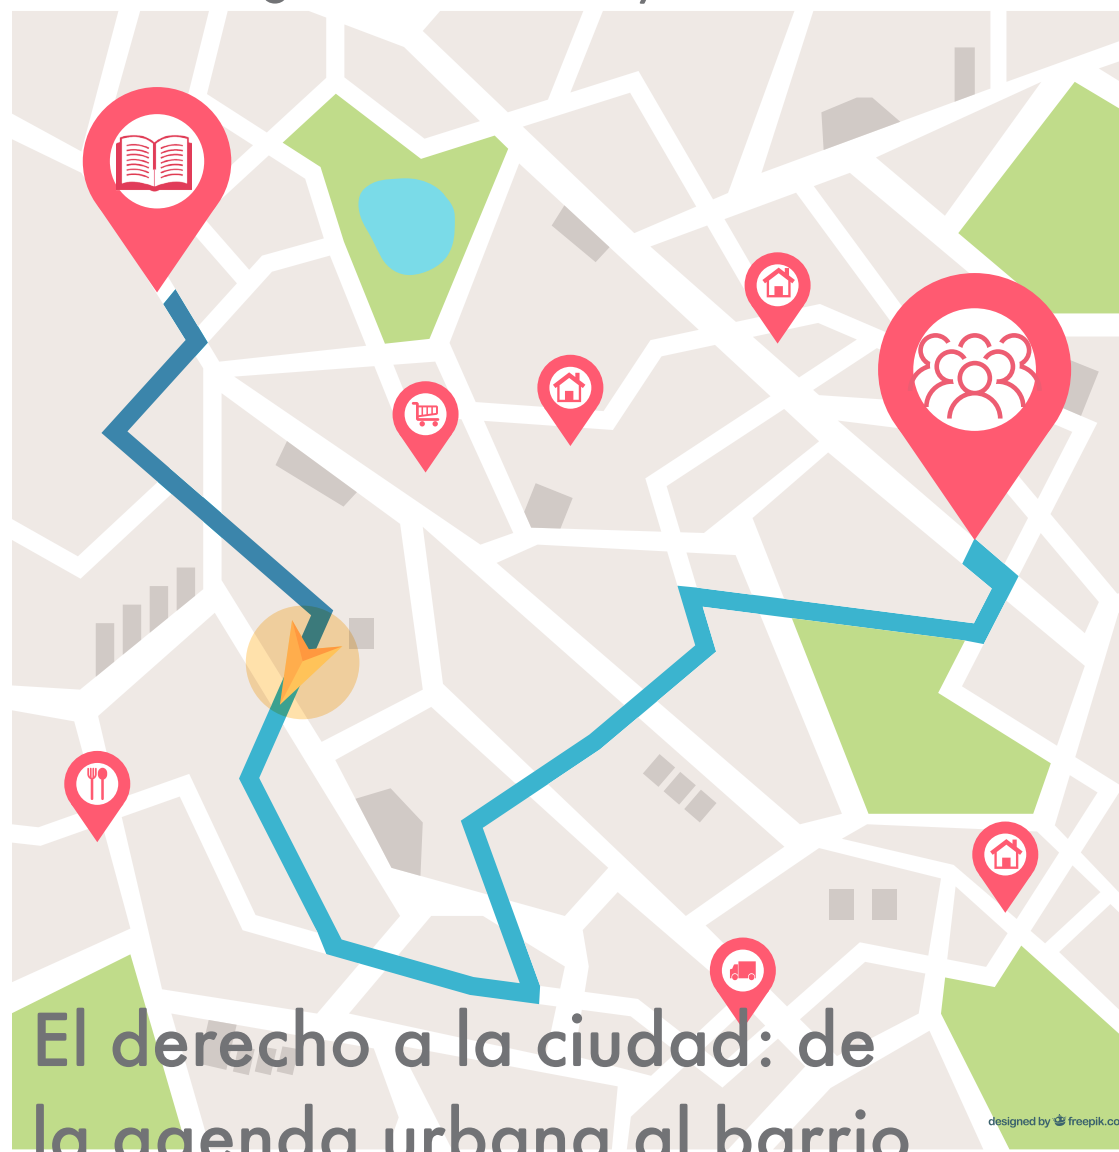 El derecho a la ciudad: de
la agenda urbana al barrio
designed by freepik.co